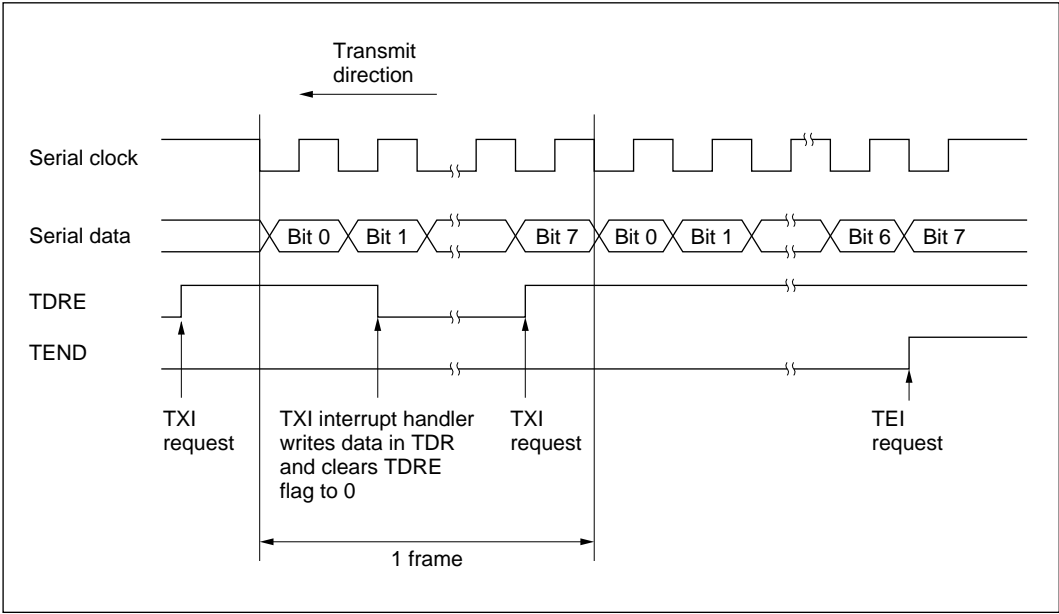 Transmit
direction
Serial clock
Serial data
Bit 0
Bit 1
Bit 7
Bit 0
Bit 1
Bit 6
Bit 7
TDRE
TEND
TXI
request
TXI interrupt handler
writes data in TDR
and clears TDRE
flag to 0
TXI
request
TEI
request
1 frame